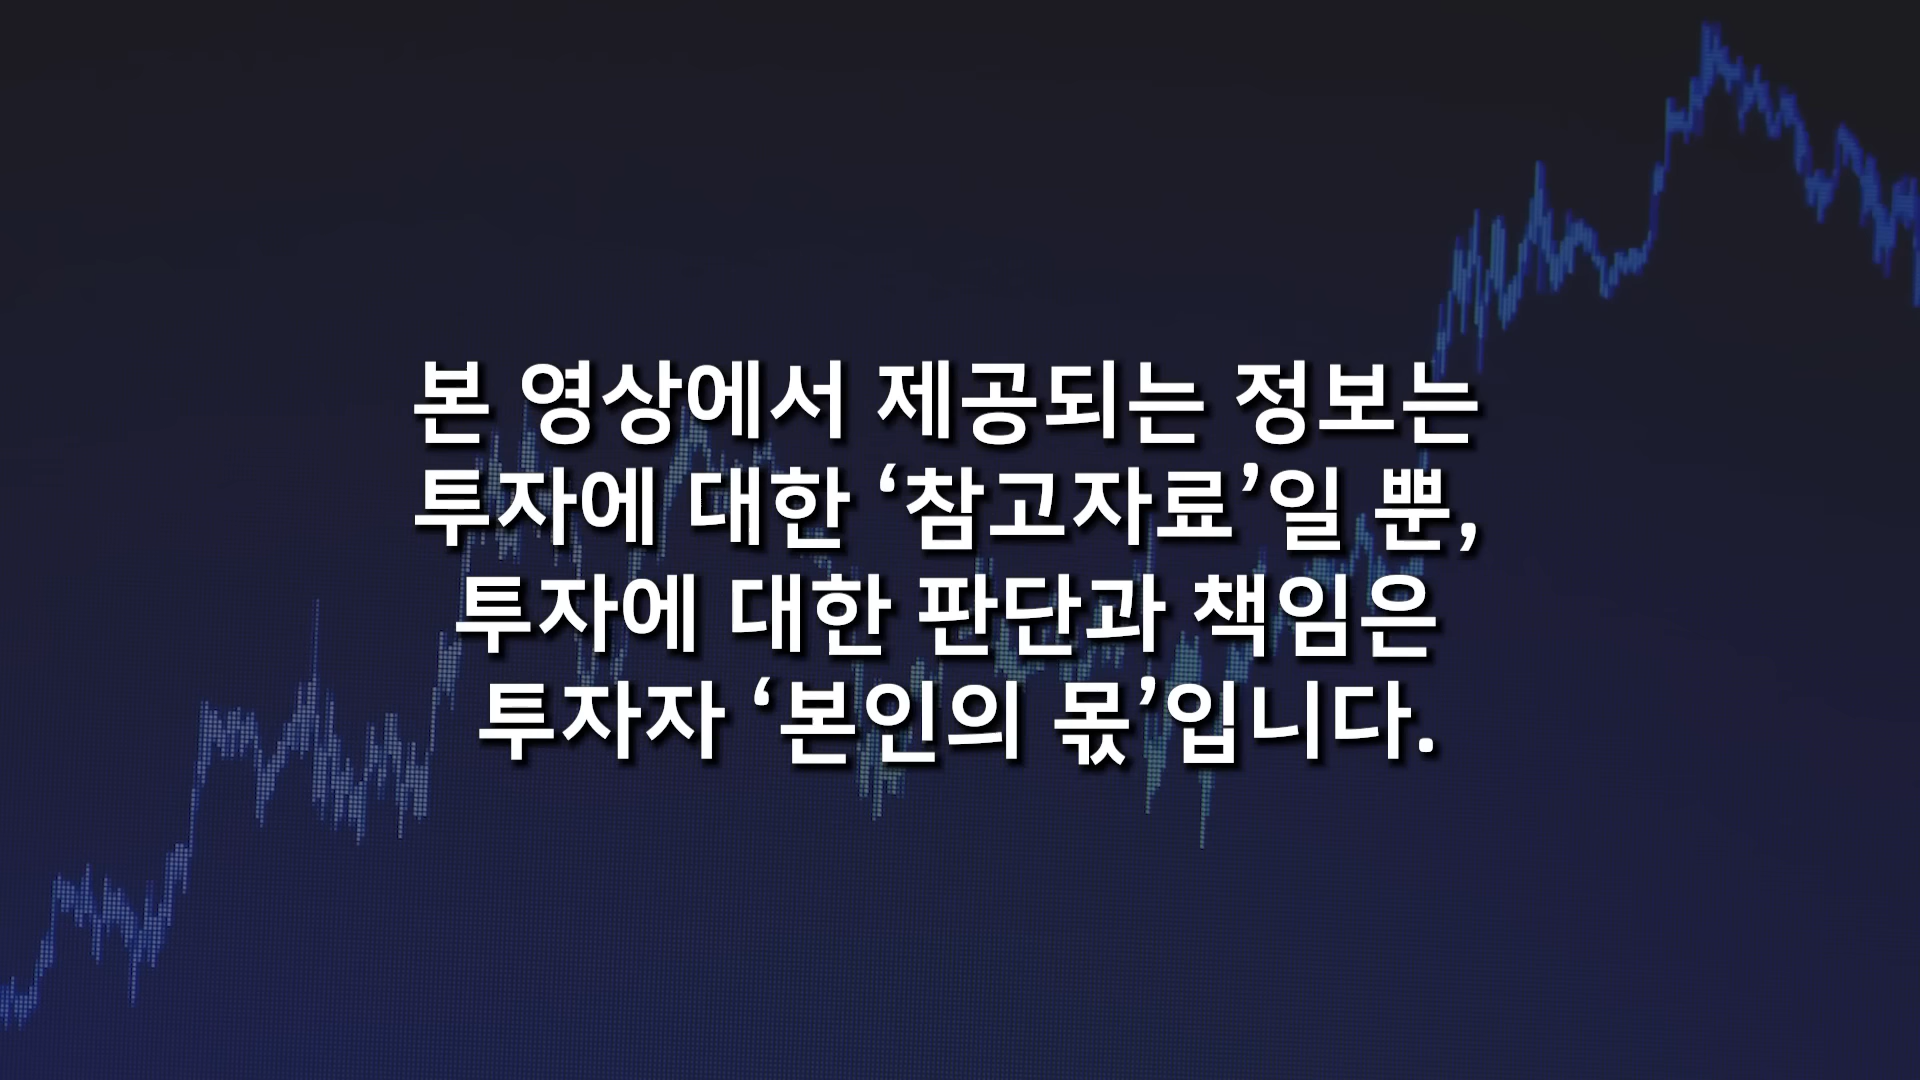 본 영상에서 제공되는 정보는
투자에 대한 ‘참고자료’일 뿐,
투자에 대한 판단과 책임은
투자자 ‘본인의 몫’입니다.